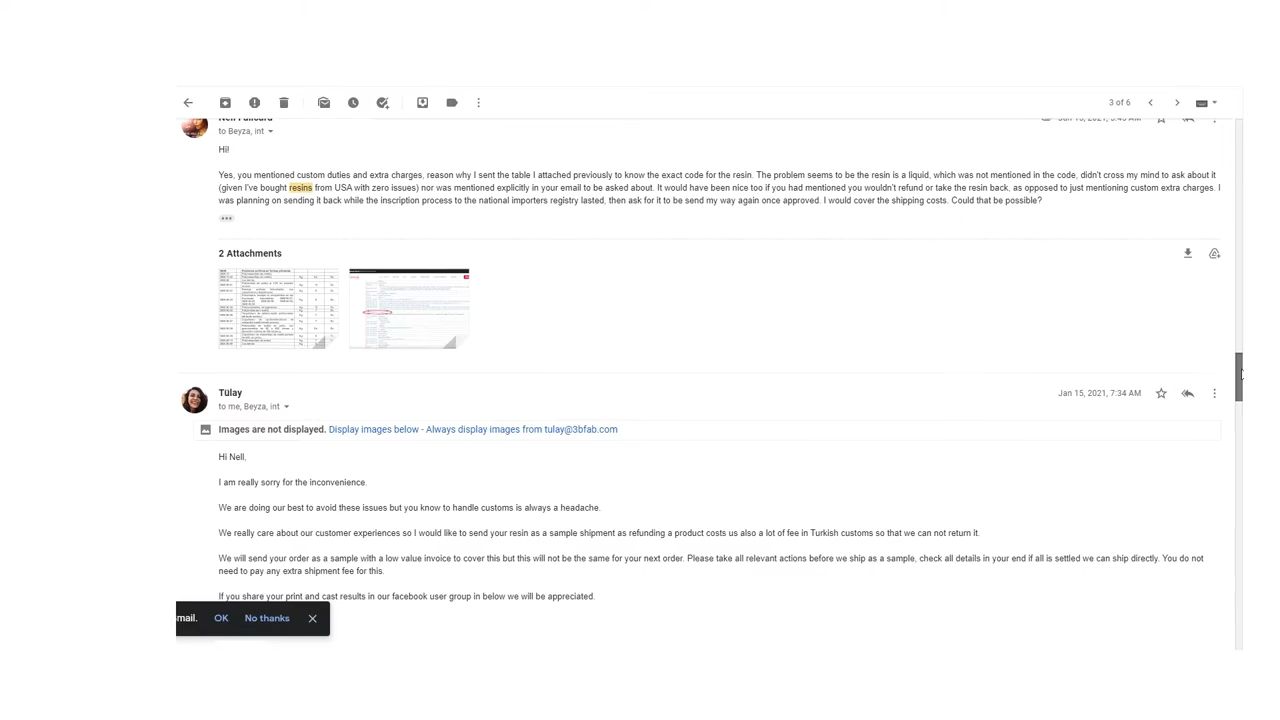 3 of 6
to Beyza, int
Hi!
Yes, you mentioned custom duties and extra charges, reason why I sent the table I attached previously to know the exact code for the resin. The problem seems to be the resin is a liquid, which was not mentioned in the code, didn't cross my mind to ask about it
(given I've bought resins from USA with zero issues) nor was mentioned explicitly in your email to be asked about. It would have been nice too if you had mentioned you wouldn't refund or take the resin back, as opposed to just mentioning custom extra charges. I
was planning on sending it back while the inscription process to the national importers registry lasted, then ask for it to be send my way again once approved. I would cover the shipping costs. Could that be possible?
2 Attachments
Tülay
Jan 15, 2021, 7:34 AM
to me, Beyza, int
Images are not displayed. Display images below - Always display images from tulay@3bfab.com
Hi Nell,
I am really sorry for the inconvenience.
We are doing our best to avoid these issues but you know to handle customs is always a headache.
We really care about our customer experiences so I would like to send your resin as a sample shipment as refunding a product costs us also a lot of fee in Turkish customs so that we can not return it.
We will send your order as a sample with a low value invoice to cover this but this will not be the same for your next order. Please take all relevant actions before we ship as a sample, check all details in your end if all is settled we can ship directly. You do not
need to pay any extra shipment fee for this.
If you share your print and cast results in our facebook user group in below we will be appreciated.
mail. OK No thanks